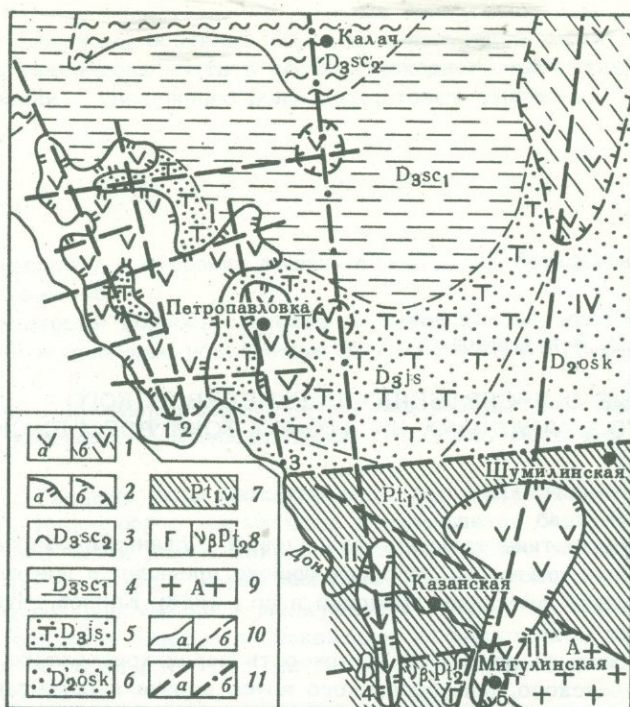 Калач
D₃sc₂
D₃sc₁
I
Петропавловка
IV
D₃js
D₂osk
1 2
3
Шумилинская
Pt₁v
Дон
II
Казанская
III
A
νβPt₂
Мигулинская
4
5
а б 1
а б 2
D₃sc₂ 3
D₃sc₁ 4
D₃js 5
D₂osk 6
Pt₁v 7
Г νβPt₂ 8
A 9
а б 10
а б 11